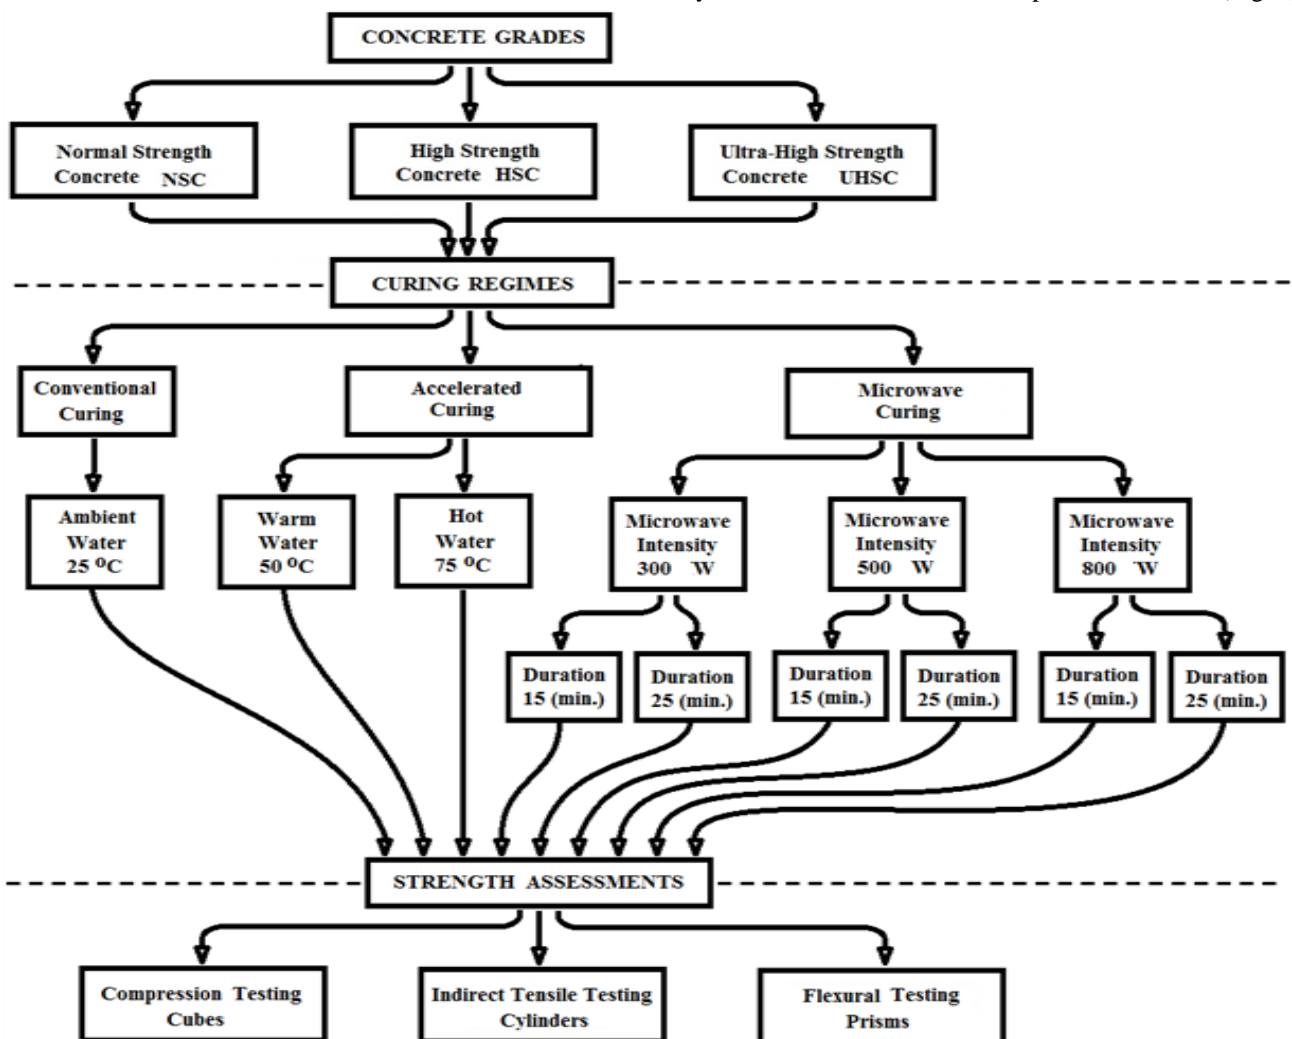 CONCRETE GRADES
Normal Strength
Concrete NSC
High Strength
Concrete HSC
Ultra-High Strength
Concrete UHSC
CURING REGIMES
Conventional
Curing
Accelerated
Curing
Microwave
Curing
Ambient
Water
25 ⁰C
Warm
Water
50 ⁰C
Hot
Water
75 ⁰C
Microwave
Intensity
300 W
Microwave
Intensity
500 W
Microwave
Intensity
800 W
Duration
15 (min.)
Duration
25 (min.)
Duration
15 (min.)
Duration
25 (min.)
Duration
15 (min.)
Duration
25 (min.)
STRENGTH ASSESSMENTS
Compression Testing
Cubes
Indirect Tensile Testing
Cylinders
Flexural Testing
Prisms